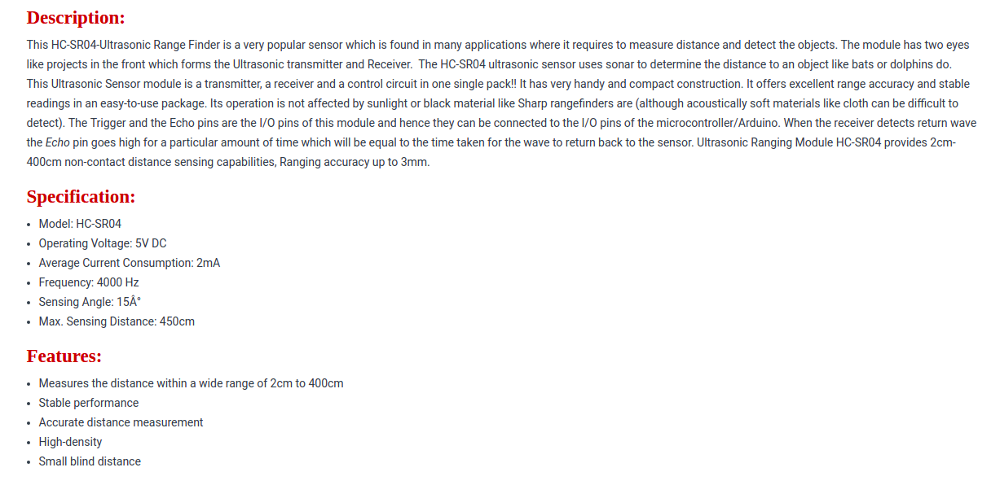 Description:
This HC-SR04-Ultrasonic Range Finder is a very popular sensor which is found in many applications where it requires to measure distance and detect the objects. The module has two eyes
like projects in the front which forms the Ultrasonic transmitter and Receiver.  The HC-SR04 ultrasonic sensor uses sonar to determine the distance to an object like bats or dolphins do.
This Ultrasonic Sensor module is a transmitter, a receiver and a control circuit in one single pack!! It has very handy and compact construction. It offers excellent range accuracy and stable
readings in an easy-to-use package. Its operation is not affected by sunlight or black material like Sharp rangefinders are (although acoustically soft materials like cloth can be difficult to
detect). The Trigger and the Echo pins are the I/O pins of this module and hence they can be connected to the I/O pins of the microcontroller/Arduino. When the receiver detects return wave
the Echo pin goes high for a particular amount of time which will be equal to the time taken for the wave to return back to the sensor. Ultrasonic Ranging Module HC-SR04 provides 2cm-
400cm non-contact distance sensing capabilities, Ranging accuracy up to 3mm.
Specification:
• Model: HC-SR04
• Operating Voltage: 5V DC
• Average Current Consumption: 2mA
• Frequency: 4000 Hz
• Sensing Angle: 15Â°
• Max. Sensing Distance: 450cm
Features:
• Measures the distance within a wide range of 2cm to 400cm
• Stable performance
• Accurate distance measurement
• High-density
• Small blind distance